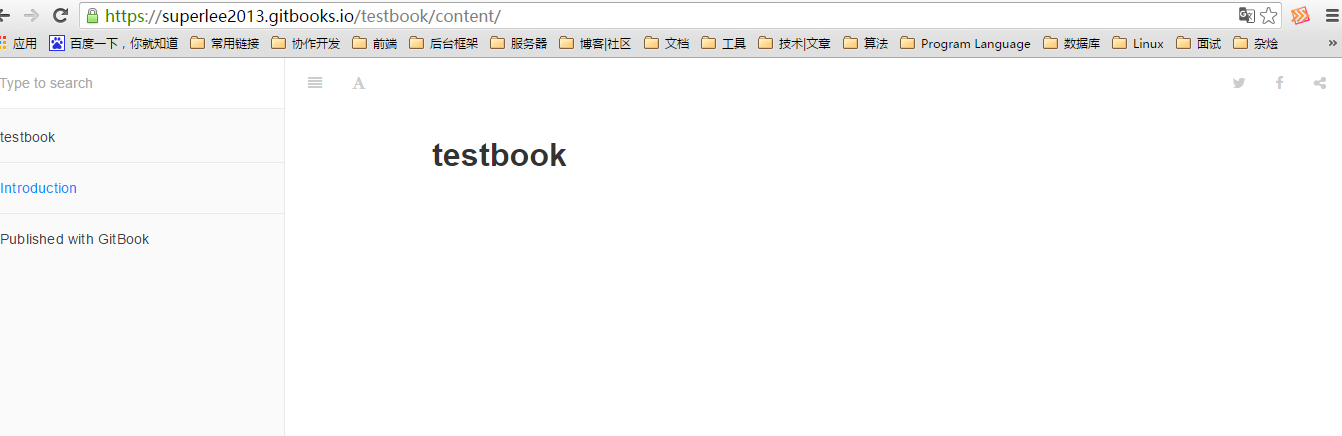 https://superlee2013.gitbooks.io/testbook/content/
应用 百度一下，你就知道 常用链接 协作开发 前端 后台框架 服务器 博客|社区 文档 工具 技术|文章 算法 Program Language 数据库 Linux 面试 杂烩 »
Type to search
A
testbook
testbook
Introduction
Published with GitBook